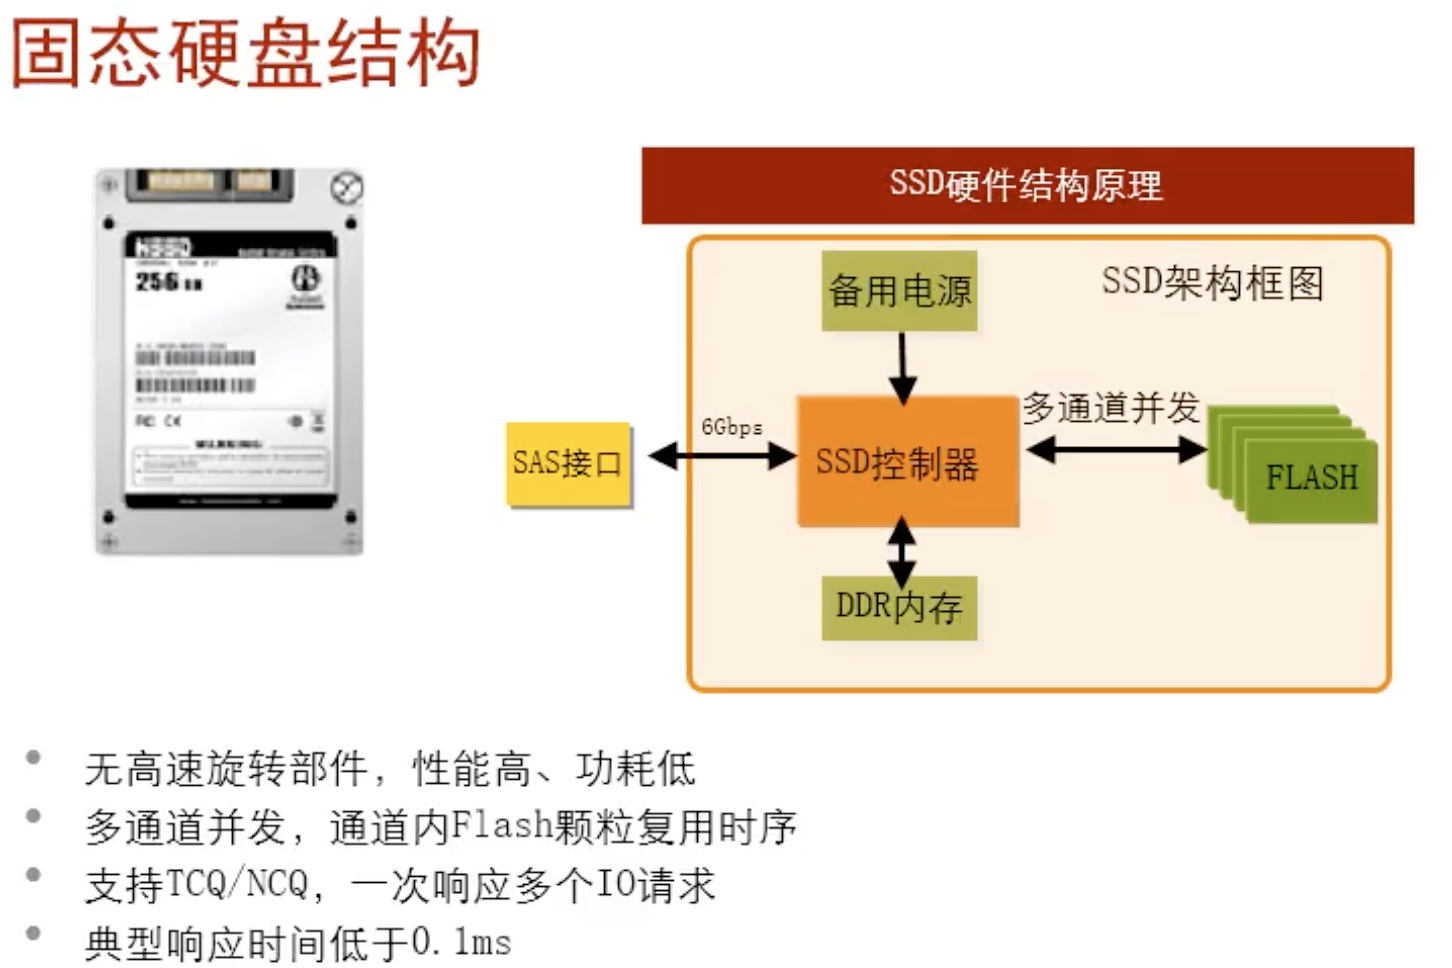 固态硬盘结构
SSD硬件结构原理
SSD架构框图
备用电源
多通道并发
6Gbps
SAS接口
SSD控制器
FLASH
DDR内存
256
WARNING
无高速旋转部件，性能高、功耗低
多通道并发，通道内Flash颗粒复用时序
支持TCQ/NCQ，一次响应多个IO请求
典型响应时间低于0.1ms